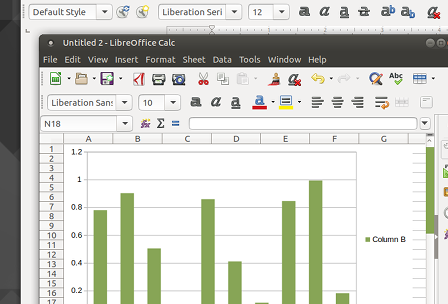 Default Style
Liberation Seri
12
Untitled 2 - LibreOffice Calc
File Edit View Insert Format Sheet Data Tools Window Help
Abc
Liberation Sans
10
N18
A B C D E F G
1
2
3
4
5
6
7
8
9
10
11
12
13
14
15
16
17
1.2
1
0.8
0.6
0.4
0.2
Column B